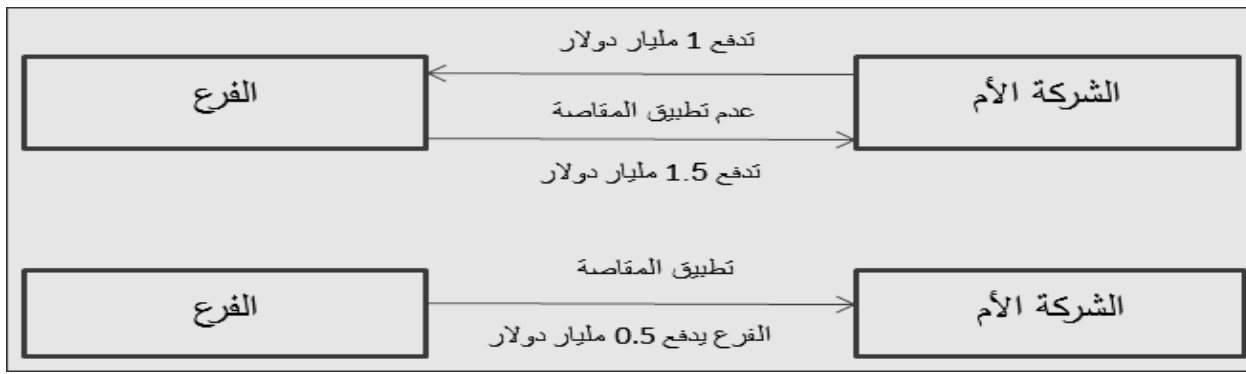 تدفع 1 مليار دولار
الشركة الأم
الفرع
عدم تطبيق المقاصة
تدفع 1.5 مليار دولار
تطبيق المقاصة
الشركة الأم
الفرع
الفرع يدفع 0.5 مليار دولار